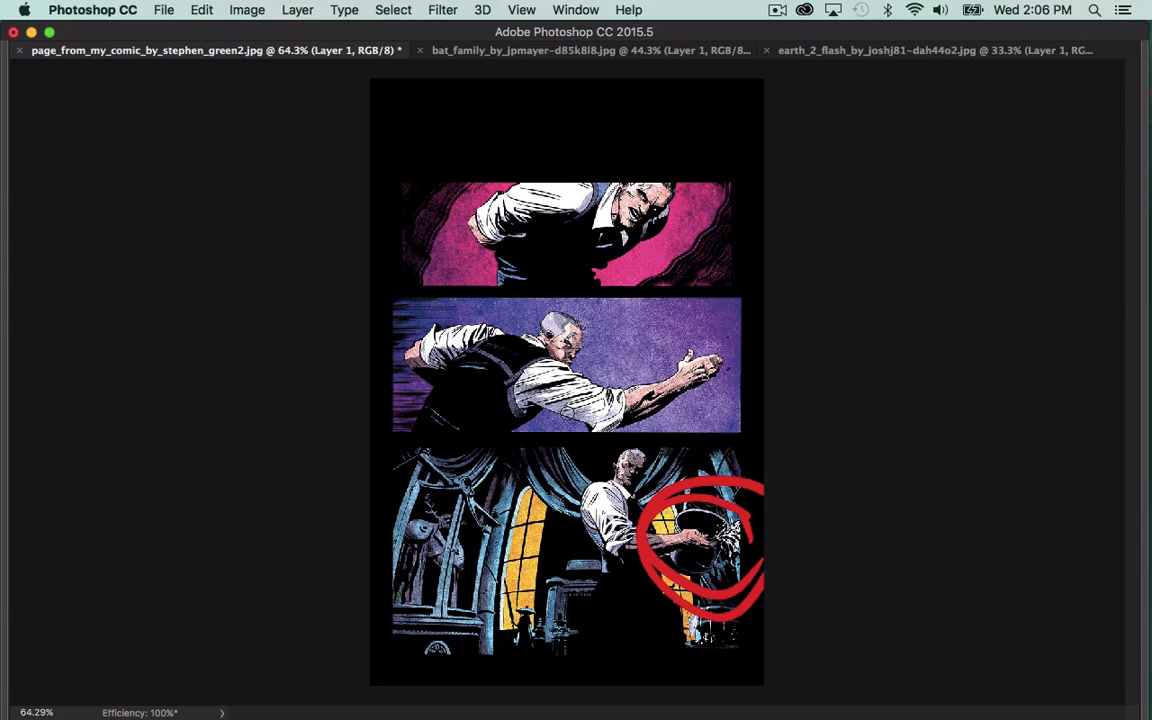 Photoshop CC File Edit Image Layer Type Select Filter 3D View Window Help Wed 2:06 PM
Adobe Photoshop CC 2015.5
× page_from_my_comic_by_stephen_green2.jpg @ 64.3% (Layer 1, RGB/8) * × bat_family_by_jpmayer-d85k8l8.jpg @ 44.3% (Layer 1, RGB/8... × earth_2_flash_by_joshj81-dah44o2.jpg @ 33.3% (Layer 1, RG...
64.29% Efficiency: 100%*